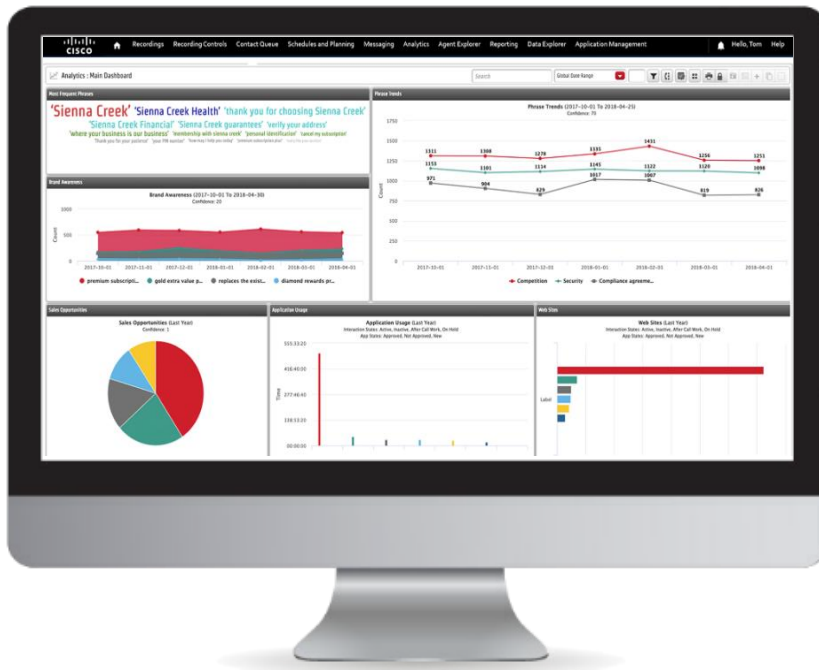 CISCO
Recordings Recording Controls Contact Queue Schedules and Planning Messaging Analytics Agent Explorer Reporting Data Explorer Application Management Hello, Tom Help
Analytics : Main Dashboard
Search Global Date Range
Most Frequent Phrases
'Sienna Creek' 'Sienna Creek Health' 'thank you for choosing Sienna Creek'
'Sienna Creek Financial' 'Sienna Creek guarantees' 'verify your address'
'where your business is our business' 'membership with sienna creek' 'personal identification' 'cancel my subscription'
Brand Awareness
Brand Awareness (2017-10-01 To 2018-04-30)
Confidence: 20
Count
1000
500
0
2017-10-01 2017-11-01 2017-12-01 2018-01-01 2018-02-01 2018-03-01 2018-04-01
premium subscripti... gold extra value p... replaces the exist... diamond rewards pr...
Phrase Trends
Phrase Trends (2017-10-01 To 2018-04-25)
Confidence: 70
Count
1750
1500
1250
1000
750
500
250
0
1311 1308 1278 1335 1431 1256 1251
1153 1101 1114 1145 1122 1120 1098
971 904 829 1017 1007 819 826
2017-10-01 2017-11-01 2017-12-01 2018-01-01 2018-02-01 2018-03-01 2018-04-01
Competition Security Compliance agreeme...
Sales Opportunities
Sales Opportunities (Last Year)
Confidence: 1
Application Usage
Application Usage (Last Year)
Interaction States: Active, Inactive, After Call Work, On Hold
App States: Approved, Not Approved, New
Time
555:33:20
416:40:00
277:46:40
138:53:20
00:00:00
Web Sites
Web Sites (Last Year)
Interaction States: Active, Inactive, After Call Work, On Hold
App States: Approved, Not Approved, New
Label